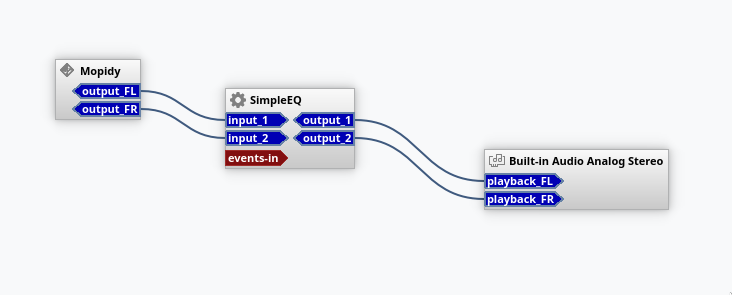 Mopidy
output_FL
output_FR
SimpleEQ
input_1 output_1
input_2 output_2
events-in
Built-in Audio Analog Stereo
playback_FL
playback_FR